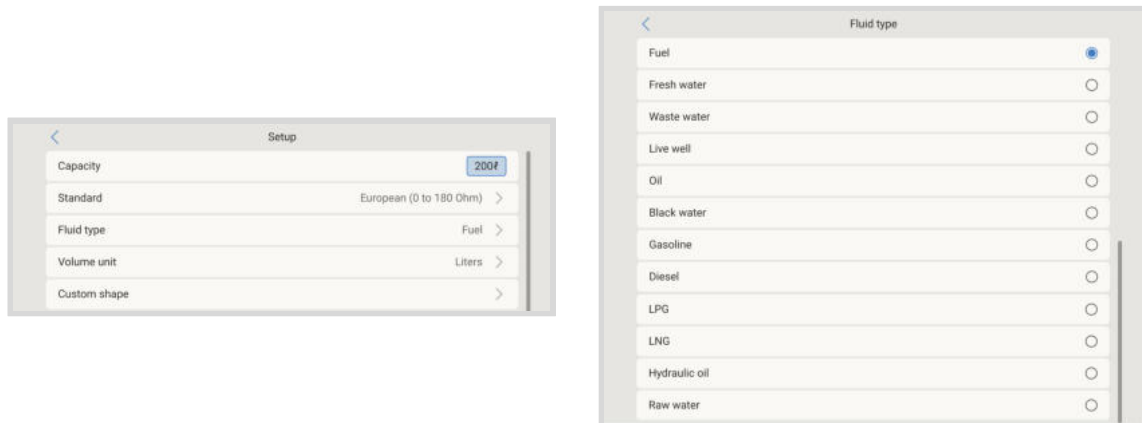 Setup
Capacity 200ℓ
Standard European (0 to 180 Ohm)
Fluid type Fuel
Volume unit Liters
Custom shape
Fluid type
Fuel
Fresh water
Waste water
Live well
Oil
Black water
Gasoline
Diesel
LPG
LNG
Hydraulic oil
Raw water